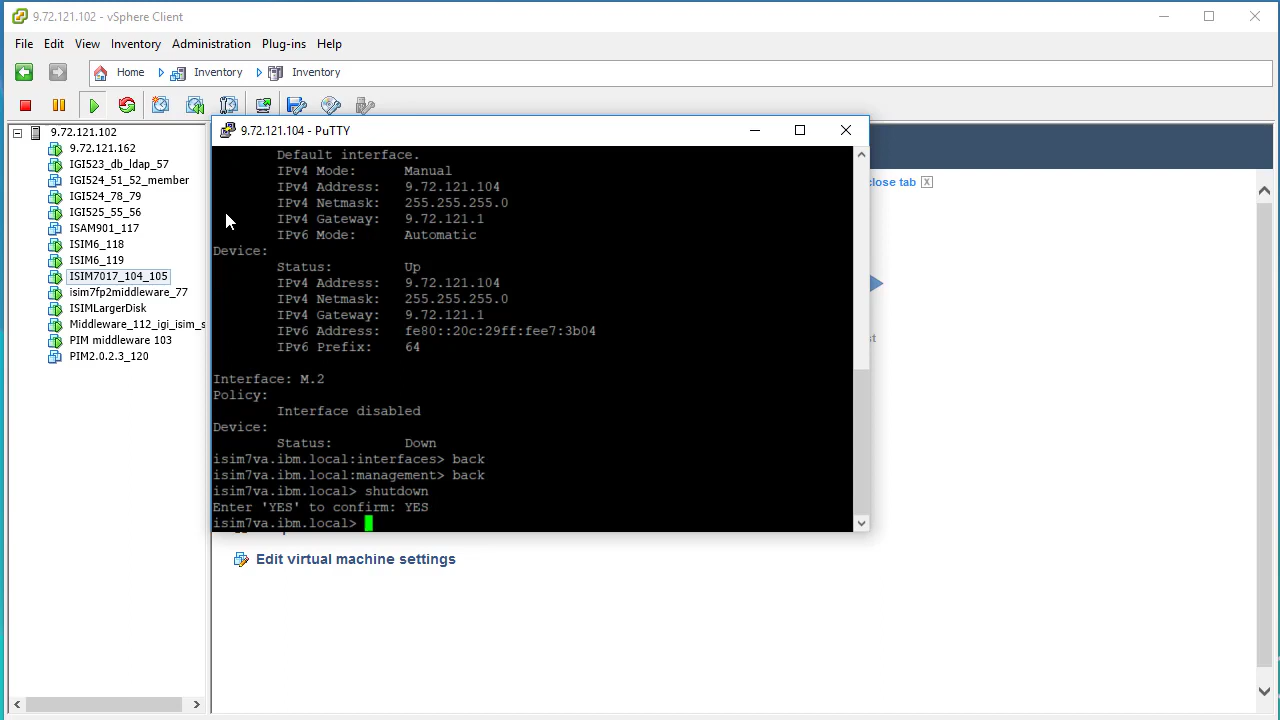 9.72.121.102 - vSphere Client
File Edit View Inventory Administration Plug-ins Help
Home Inventory Inventory
9.72.121.102
9.72.121.162
IGI523_db_ldap_57
IGI524_51_52_member
IGI524_78_79
IGI525_55_56
ISAM901_117
ISIM6_118
ISIM6_119
ISIM7017_104_105
isim7fp2middleware_77
ISIMLargerDisk
Middleware_112_igi_isim_s
PIM middleware 103
PIM2.0.2.3_120
9.72.121.104 - PuTTY
Default interface.
IPv4 Mode: Manual
IPv4 Address: 9.72.121.104
IPv4 Netmask: 255.255.255.0
IPv4 Gateway: 9.72.121.1
IPv6 Mode: Automatic
Device:
Status: Up
IPv4 Address: 9.72.121.104
IPv4 Netmask: 255.255.255.0
IPv4 Gateway: 9.72.121.1
IPv6 Address: fe80::20c:29ff:fee7:3b04
IPv6 Prefix: 64
Interface: M.2
Policy:
Interface disabled
Device:
Status: Down
isim7va.ibm.local:interfaces> back
isim7va.ibm.local:management> back
isim7va.ibm.local> shutdown
Enter 'YES' to confirm: YES
isim7va.ibm.local>
close tab X
st
Edit virtual machine settings